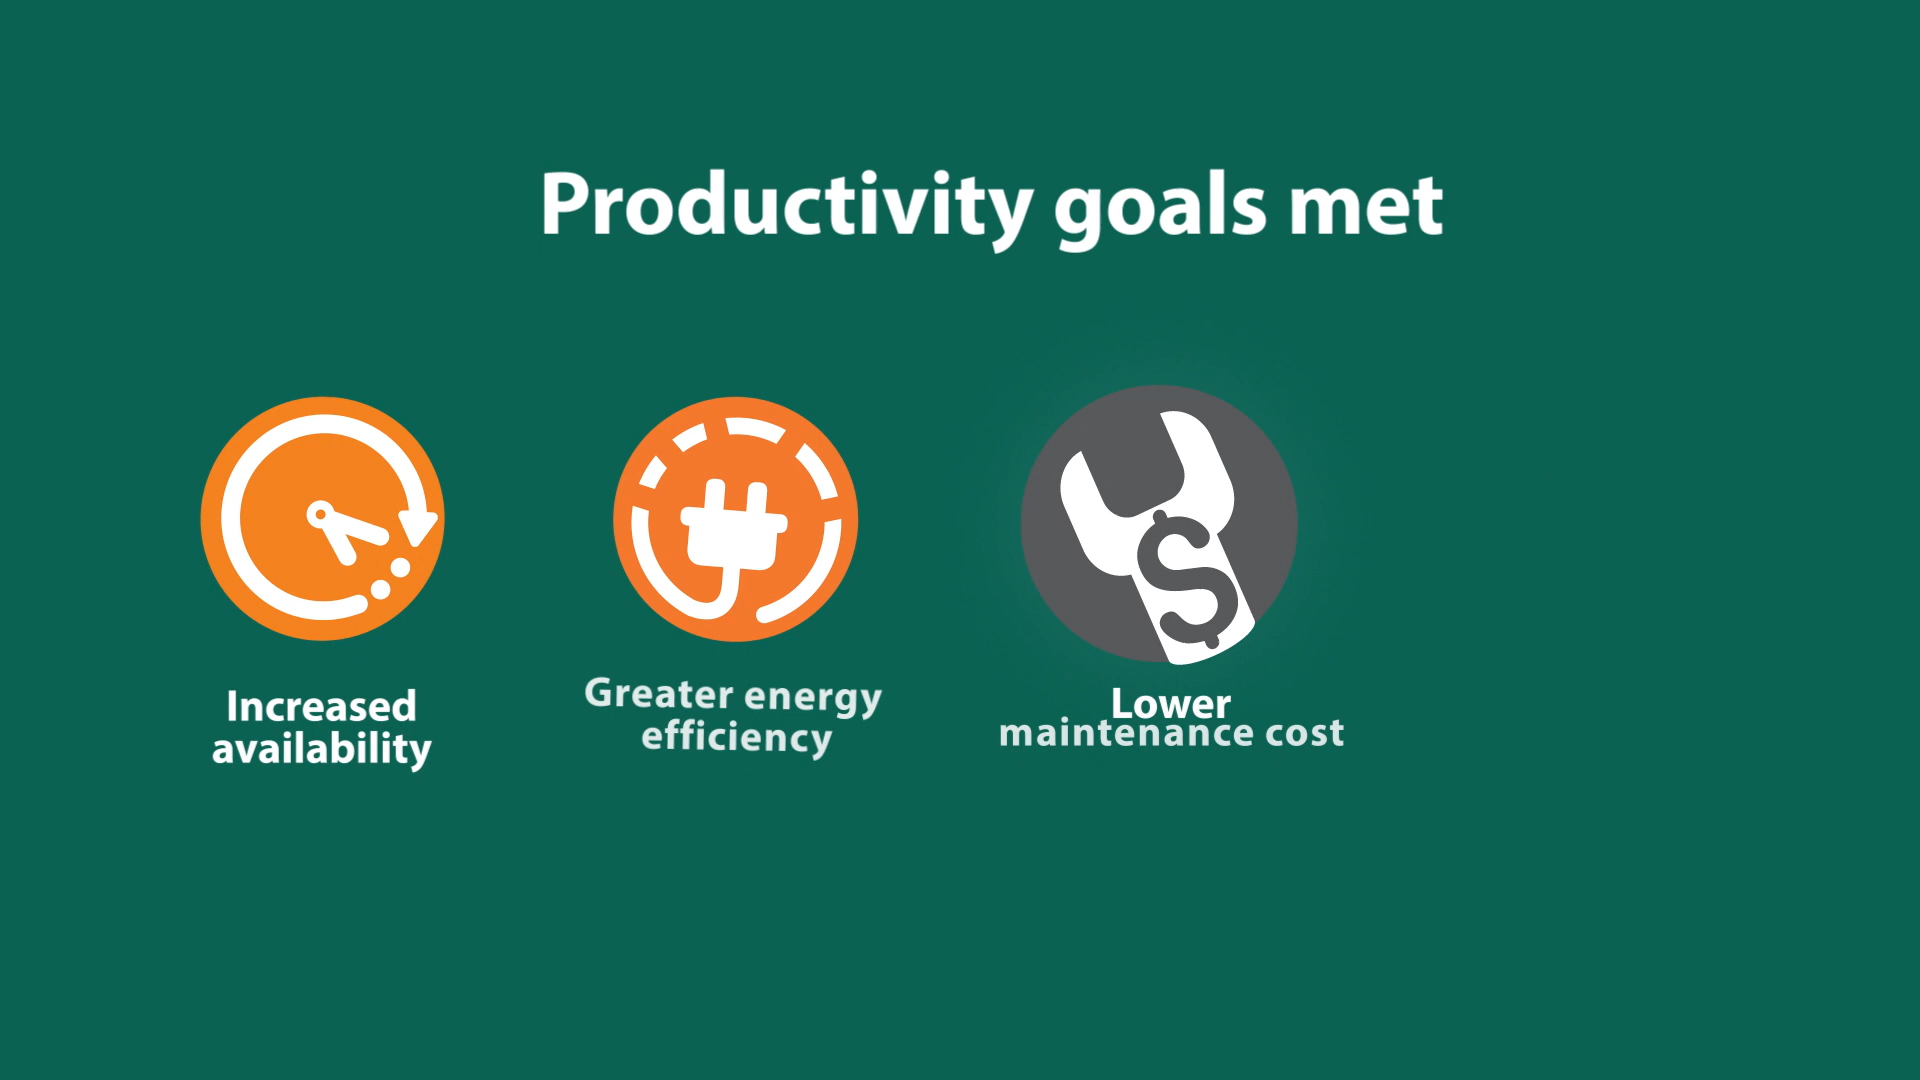 Productivity goals met
Increased
availability
Greater energy
efficiency
$
Lower
maintenance cost